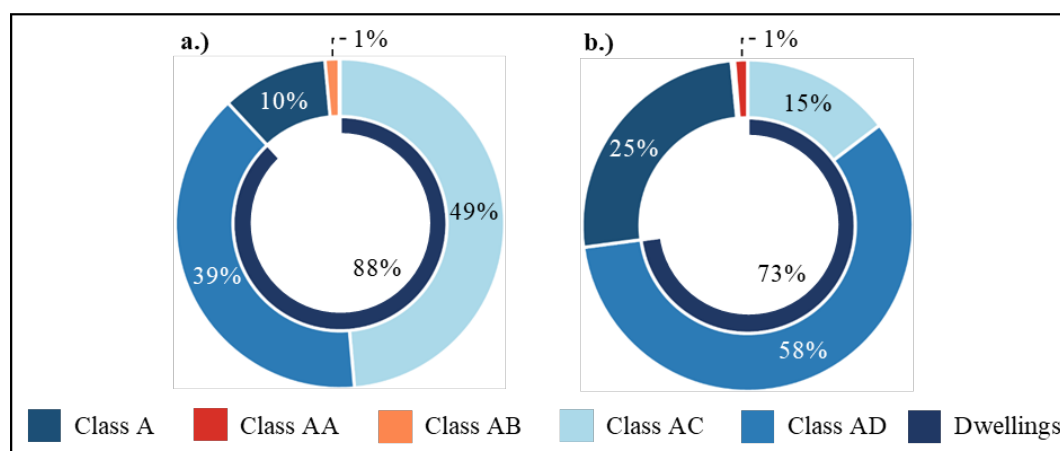 a.)
- 1%
10%
49%
39%
88%
b.)
- 1%
15%
25%
73%
58%
Class A
Class AA
Class AB
Class AC
Class AD
Dwellings